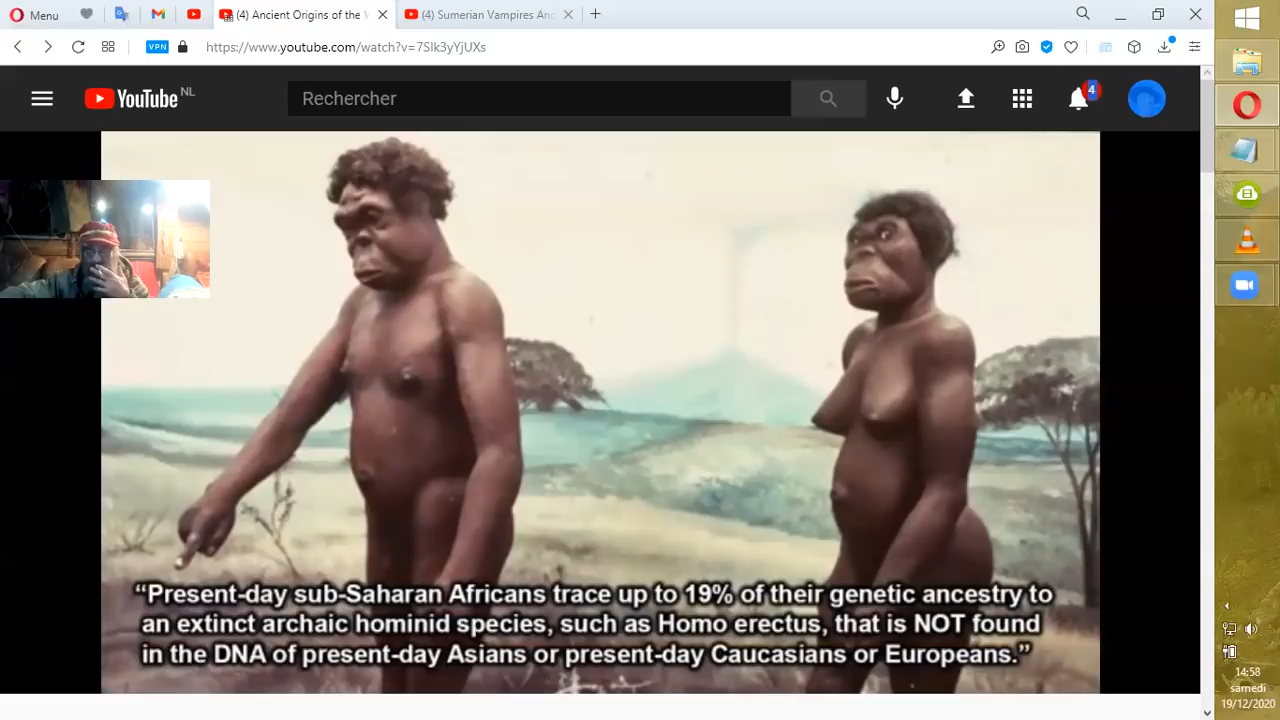 Menu
(4) Ancient Origins of the W
(4) Sumerian Vampires And
VPN
https://www.youtube.com/watch?v=7SIk3yYjUXs
YouTube NL
Rechercher
4
“Present-day sub-Saharan Africans trace up to 19% of their genetic ancestry to
an extinct archaic hominid species, such as Homo erectus, that is NOT found
in the DNA of present-day Asians or present-day Caucasians or Europeans.”
14:58
samedi
19/12/2020